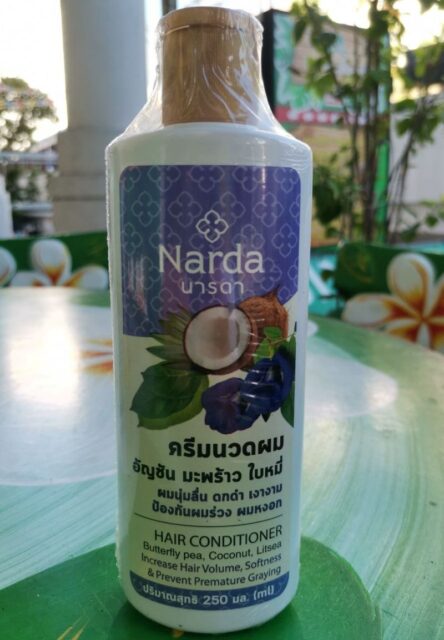 Narda
นารดา
ครีมนวดผม
อัญชัน มะพร้าว ใบหมี่
ผมนุ่มลื่น ดกดำ เงางาม
ป้องกันผมร่วง ผมหงอก
HAIR CONDITIONER
Butterfly pea, Coconut, Litsea
Increase Hair Volume, Softness
& Prevent Premature Graying
ปริมาณสุทธิ 250 มล. (ml)